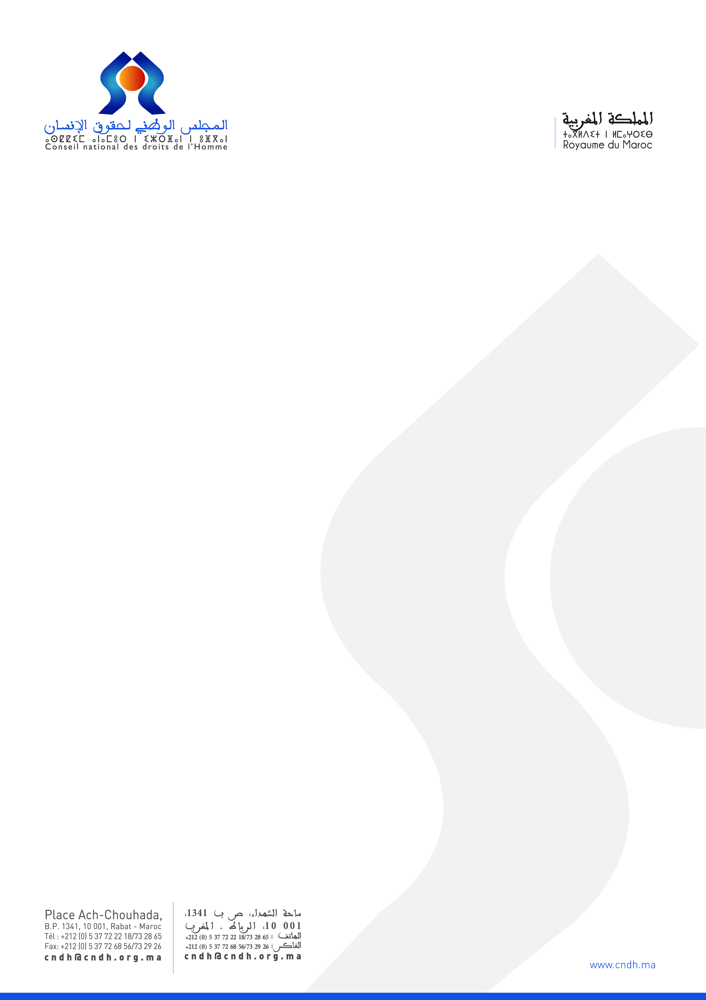 المجلس الوطني لحقوق الإنسان
ⴰⵙⵇⵇⵉⵎ ⴰⵏⴰⵎⵓⵔ ⵏ ⵉⵣⵔⴼⴰⵏ ⵏ ⵓⴼⴳⴰⵏ
Conseil national des droits de l'Homme
المملكة المغربية
ⵜⴰⴳⵍⴷⵉⵜ ⵏ ⵍⵎⴰⵖⵔⵉⴱ
Royaume du Maroc
Place Ach-Chouhada,
B.P. 1341, 10 001, Rabat - Maroc
Tél : +212 (0) 5 37 72 22 18/73 28 65
Fax: +212 (0) 5 37 72 68 56/73 29 26
cndh@cndh.org.ma
ساحة الشهداء، ص ب 1341،
001 10، الرباط . المغرب
الهاتف : +212 (0) 5 37 72 22 18/73 28 65
الفاكس: +212 (0) 5 37 72 68 56/73 29 26
cndh@cndh.org.ma
www.cndh.ma